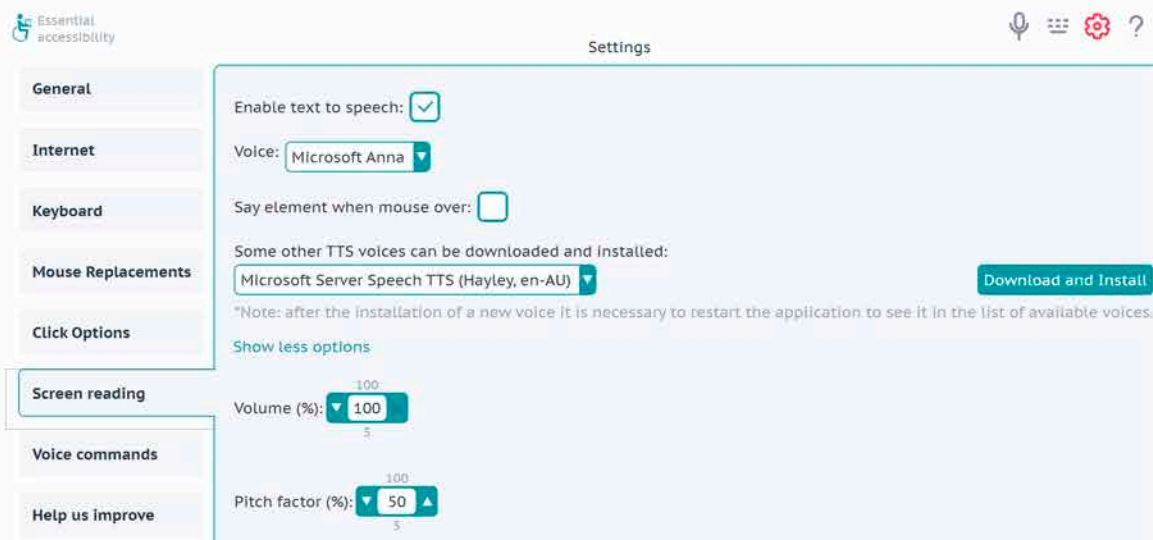 Essential
accessibility
?
Settings
General
Internet
Keyboard
Mouse Replacements
Click Options
Screen reading
Voice commands
Help us improve
Enable text to speech:
Voice: Microsoft Anna
Say element when mouse over:
Some other TTS voices can be downloaded and installed:
Microsoft Server Speech TTS (Hayley, en-AU)
Download and Install
*Note: after the installation of a new voice it is necessary to restart the application to see it in the list of available voices.
Show less options
100
Volume (%): 100
5
100
Pitch factor (%): 50
5